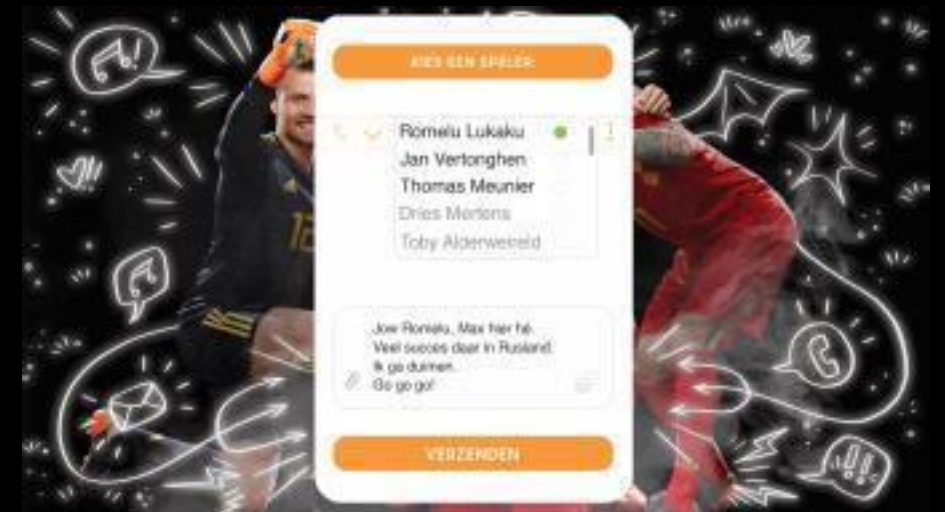 KIES EEN SPELER:
Romelu Lukaku
Jan Vertonghen
Thomas Meunier
Dries Mertens
Toby Alderweireld
Jow Romelu, Max hier hé.
Veel succes daar in Rusland.
Ik ga duimen.
Go go go!
VERZENDEN